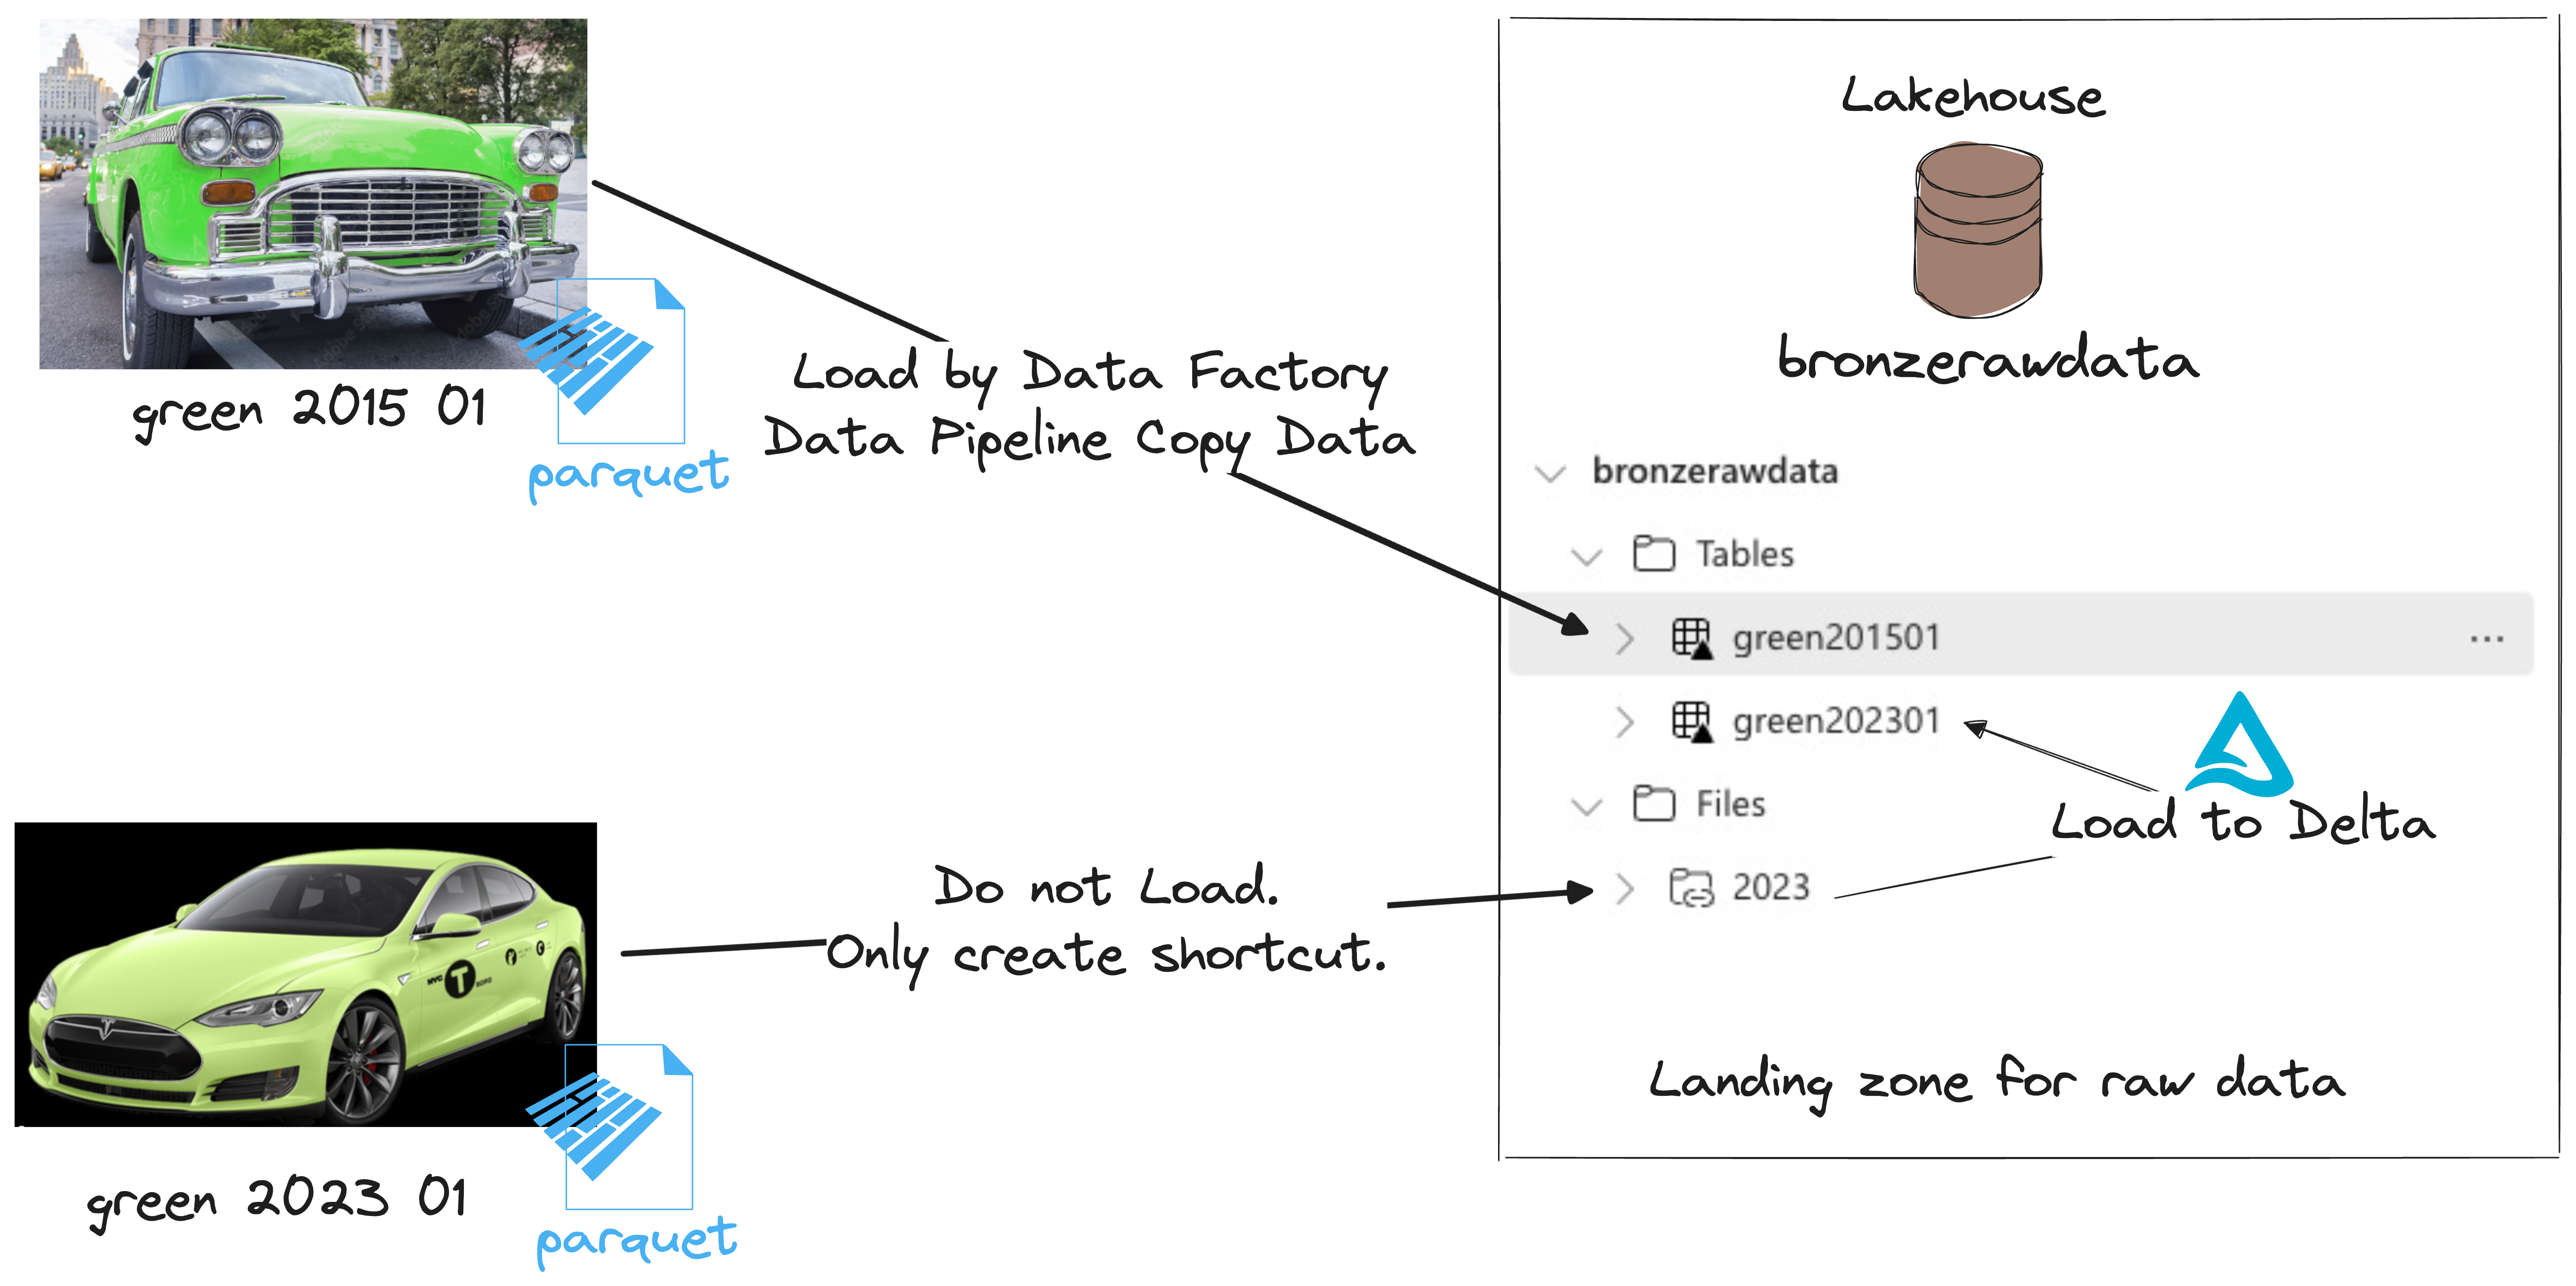 green 2015 01
parquet
Load by Data Factory
Data Pipeline Copy Data
Lakehouse
bronzerawdata
bronzerawdata
Tables
green201501
...
green202301
Files
2023
Load to Delta
Landing zone for raw data
Do not Load.
Only create shortcut.
NYC T BORO
green 2023 01
parquet